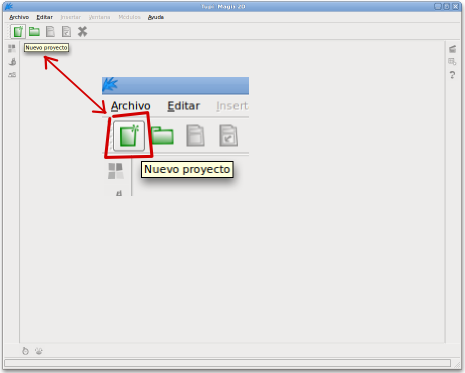 Tupi: Magia 2D
Archivo Editar Insertar Ventana Módulos Ayuda
Nuevo proyecto
Archivo Editar Insert
Nuevo proyecto